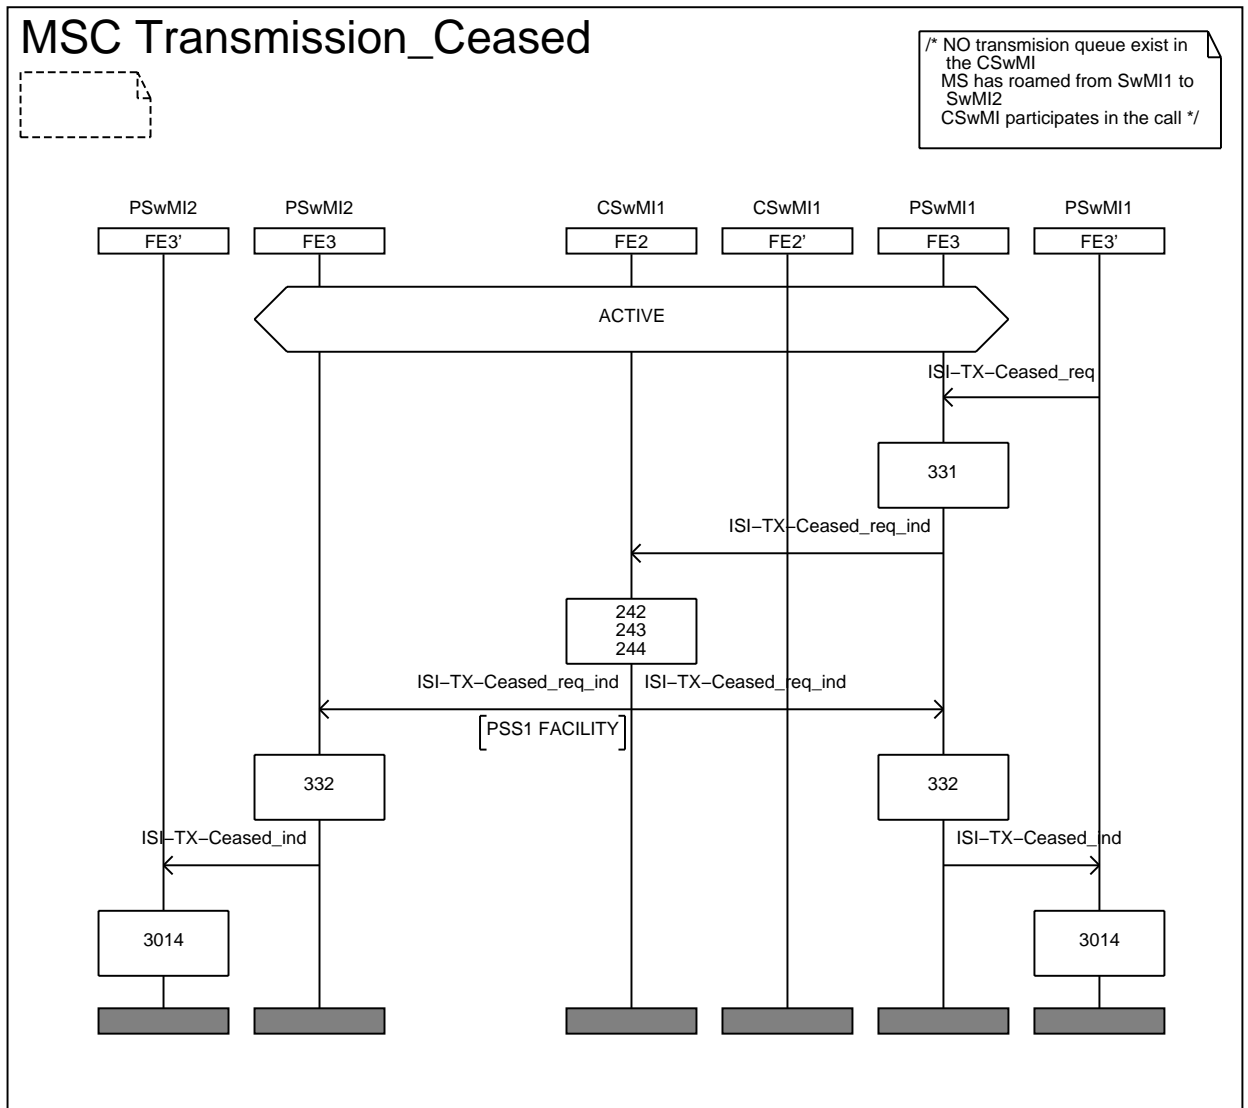 MSC Transmission_Ceased
/* NO transmision queue exist in
the CSwMI
MS has roamed from SwMI1 to
SwMI2
CSwMI participates in the call */
PSwMI2 PSwMI2 CSwMI1 CSwMI1 PSwMI1 PSwMI1
FE3' FE3 FE2 FE2' FE3 FE3'
ACTIVE
ISI−TX−Ceased_req
331
ISI−TX−Ceased_req_ind
242
243
244
ISI−TX−Ceased_req_ind ISI−TX−Ceased_req_ind
PSS1 FACILITY
332 332
ISI−TX−Ceased_ind ISI−TX−Ceased_ind
3014 3014